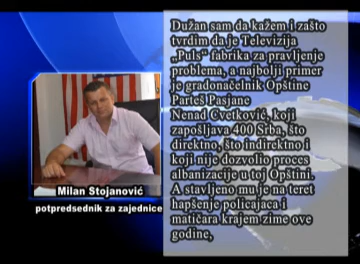 Dužan sam da kažem i zašto
tvrdim da je Televizija
„Puls“ fabrika za pravljenje
problema, a najbolji primer
je gradonačelnik Opštine
Parteš Pasjane
Nenad Cvetković, koji
zapošljava 400 Srba, što
direktno, što indirektno i
koji nije dozvolio proces
albanizacije u toj Opštini.
A stavljeno mu je na teret
hapšenje policajaca i
matičara krajem zime ove
godine,
Milan Stojanović
potpredsednik za zajednice